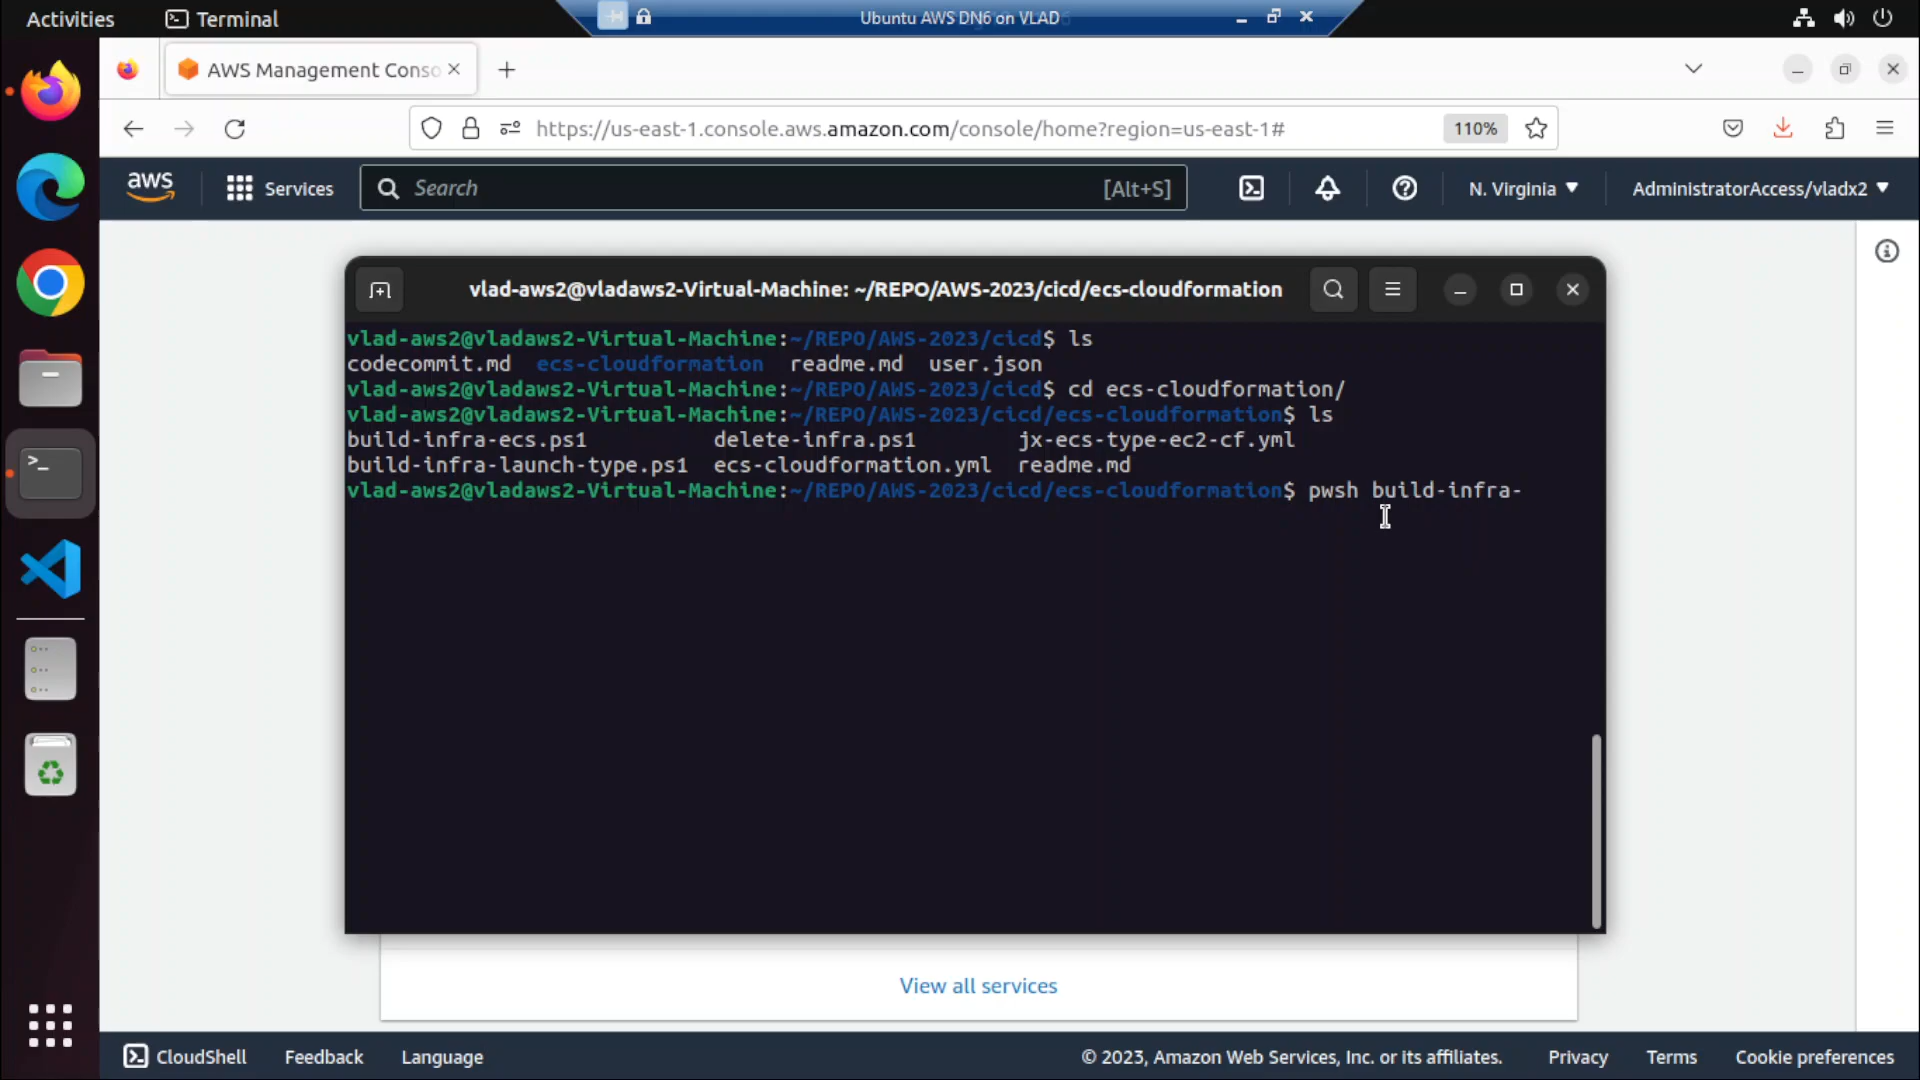 Activities
Terminal
Ubuntu AWS DN6 on VLAD
AWS Management Conso
https://us-east-1.console.aws.amazon.com/console/home?region=us-east-1#
110%
aws
Services
Search
[Alt+S]
N. Virginia
AdministratorAccess/vladx2
vlad-aws2@vladaws2-Virtual-Machine: ~/REPO/AWS-2023/cicd/ecs-cloudformation
vlad-aws2@vladaws2-Virtual-Machine:~/REPO/AWS-2023/cicd$ ls
codecommit.md  ecs-cloudformation  readme.md  user.json
vlad-aws2@vladaws2-Virtual-Machine:~/REPO/AWS-2023/cicd$ cd ecs-cloudformation/
vlad-aws2@vladaws2-Virtual-Machine:~/REPO/AWS-2023/cicd/ecs-cloudformation$ ls
build-infra-ecs.ps1          delete-infra.ps1        jx-ecs-type-ec2-cf.yml
build-infra-launch-type.ps1  ecs-cloudformation.yml  readme.md
vlad-aws2@vladaws2-Virtual-Machine:~/REPO/AWS-2023/cicd/ecs-cloudformation$ pwsh build-infra-
View all services
CloudShell
Feedback
Language
© 2023, Amazon Web Services, Inc. or its affiliates.
Privacy
Terms
Cookie preferences